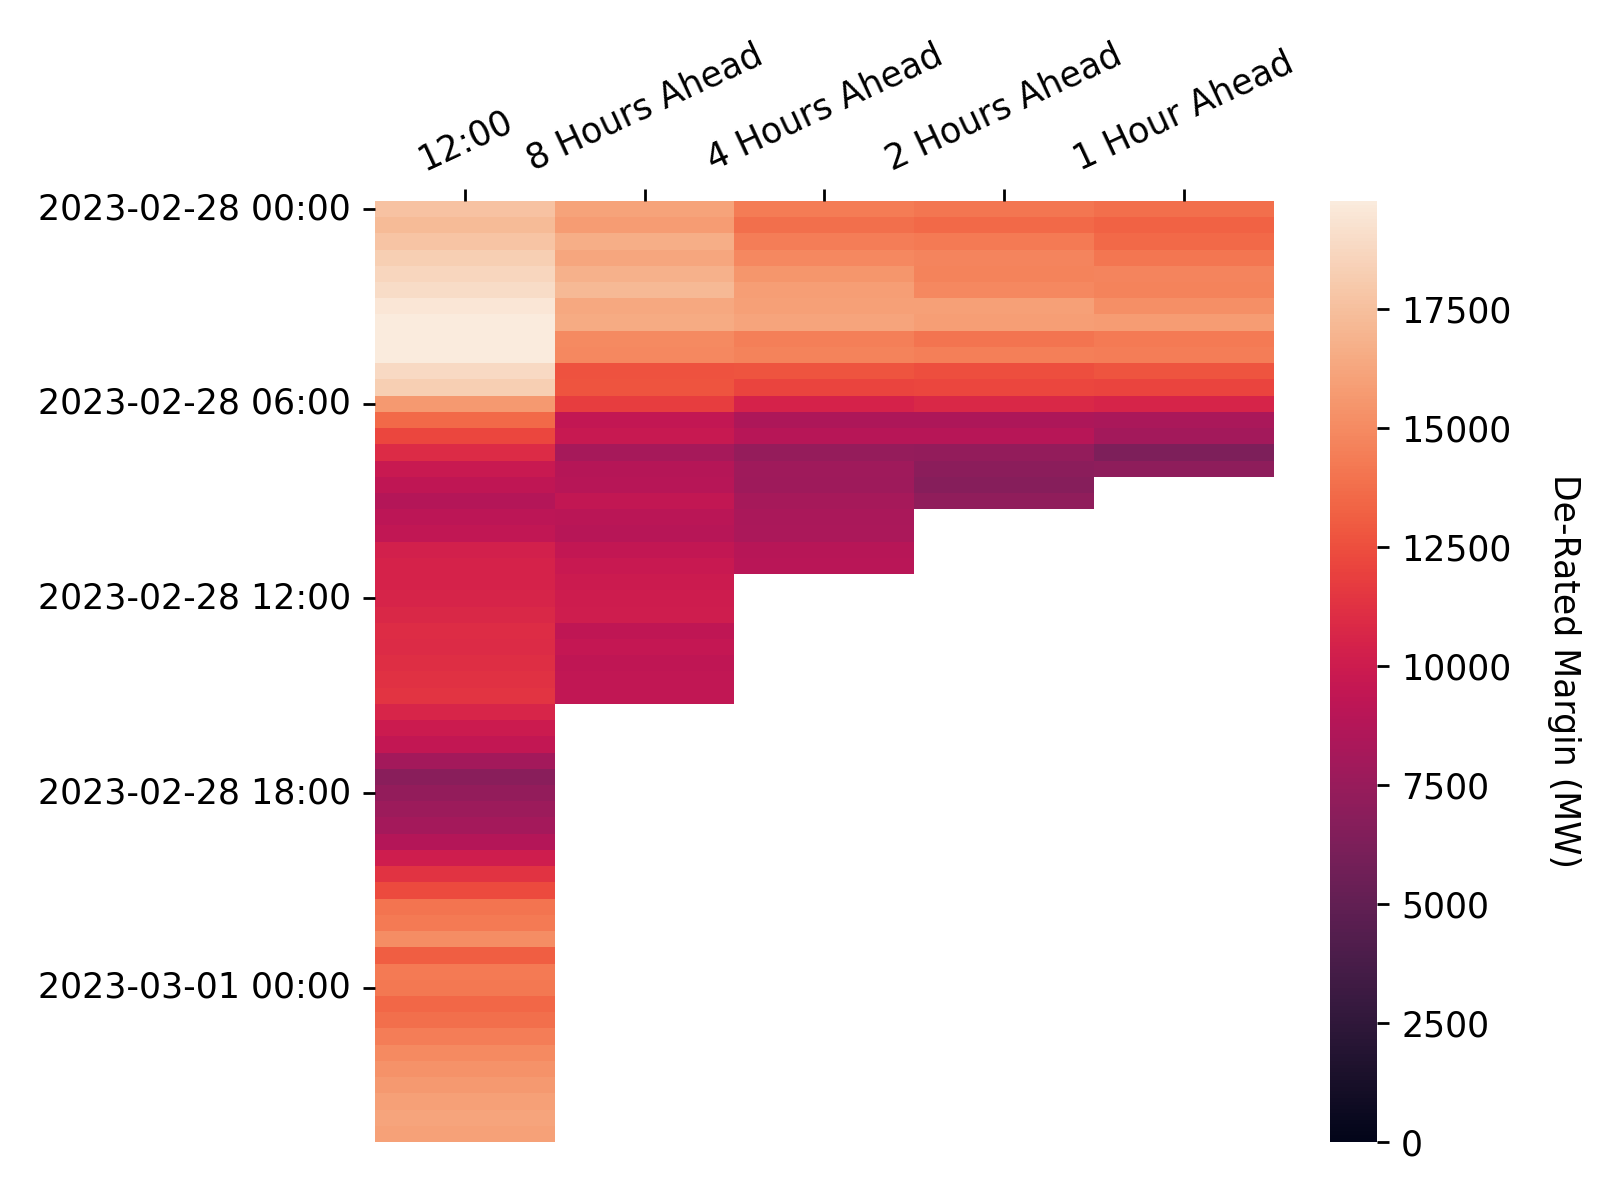 12:00
8 Hours Ahead
4 Hours Ahead
2 Hours Ahead
1 Hour Ahead
2023-02-28 00:00
2023-02-28 06:00
2023-02-28 12:00
2023-02-28 18:00
2023-03-01 00:00
17500
15000
12500
10000
7500
5000
2500
0
De-Rated Margin (MW)